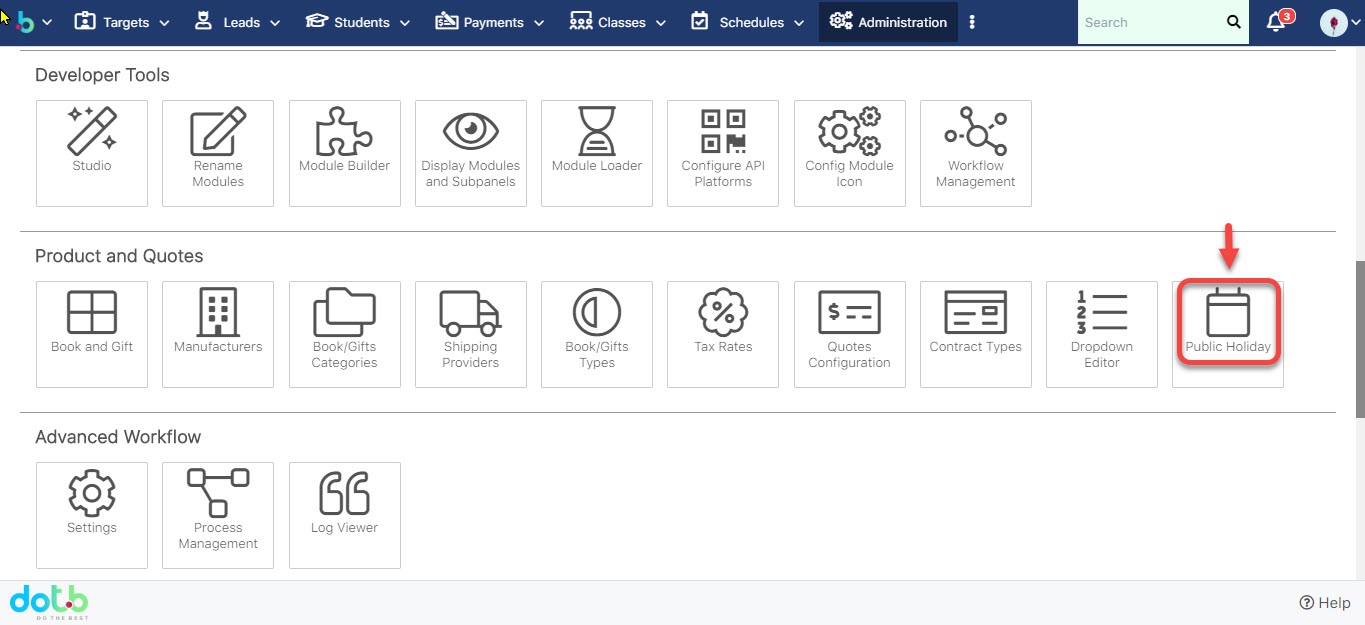 b Targets Leads Students Payments Classes Schedules Administration Search 3
Developer Tools
Studio
Rename
Modules
Module Builder
Display Modules
and Subpanels
Module Loader
Configure API
Platforms
Config Module
Icon
Workflow
Management
Product and Quotes
Book and Gift
Manufacturers
Book/Gifts
Categories
Shipping
Providers
Book/Gifts
Types
%
Tax Rates
$
Quotes
Configuration
Contract Types
1
2
3
Dropdown
Editor
Public Holiday
Advanced Workflow
Settings
Process
Management
Log Viewer
dotb
DO THE BEST
? Help